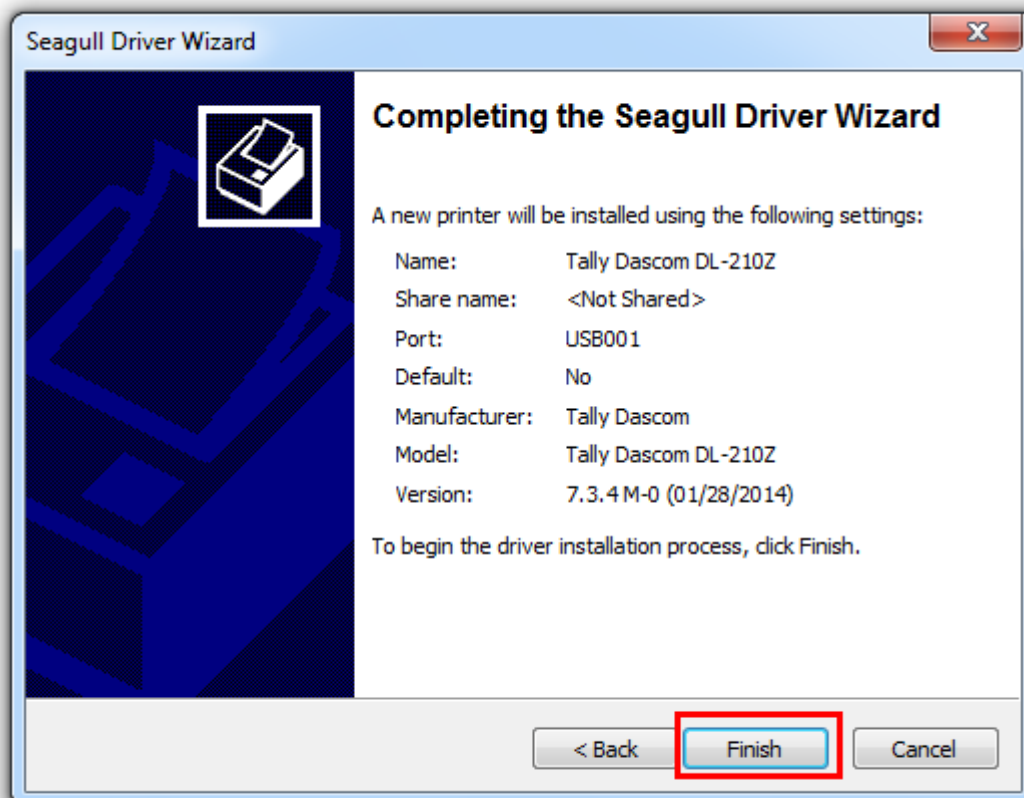 Seagull Driver Wizard
Completing the Seagull Driver Wizard
A new printer will be installed using the following settings:
Name: Tally Dascom DL-210Z
Share name: <Not Shared>
Port: USB001
Default: No
Manufacturer: Tally Dascom
Model: Tally Dascom DL-210Z
Version: 7.3.4 M-0 (01/28/2014)
To begin the driver installation process, click Finish.
< Back Finish Cancel